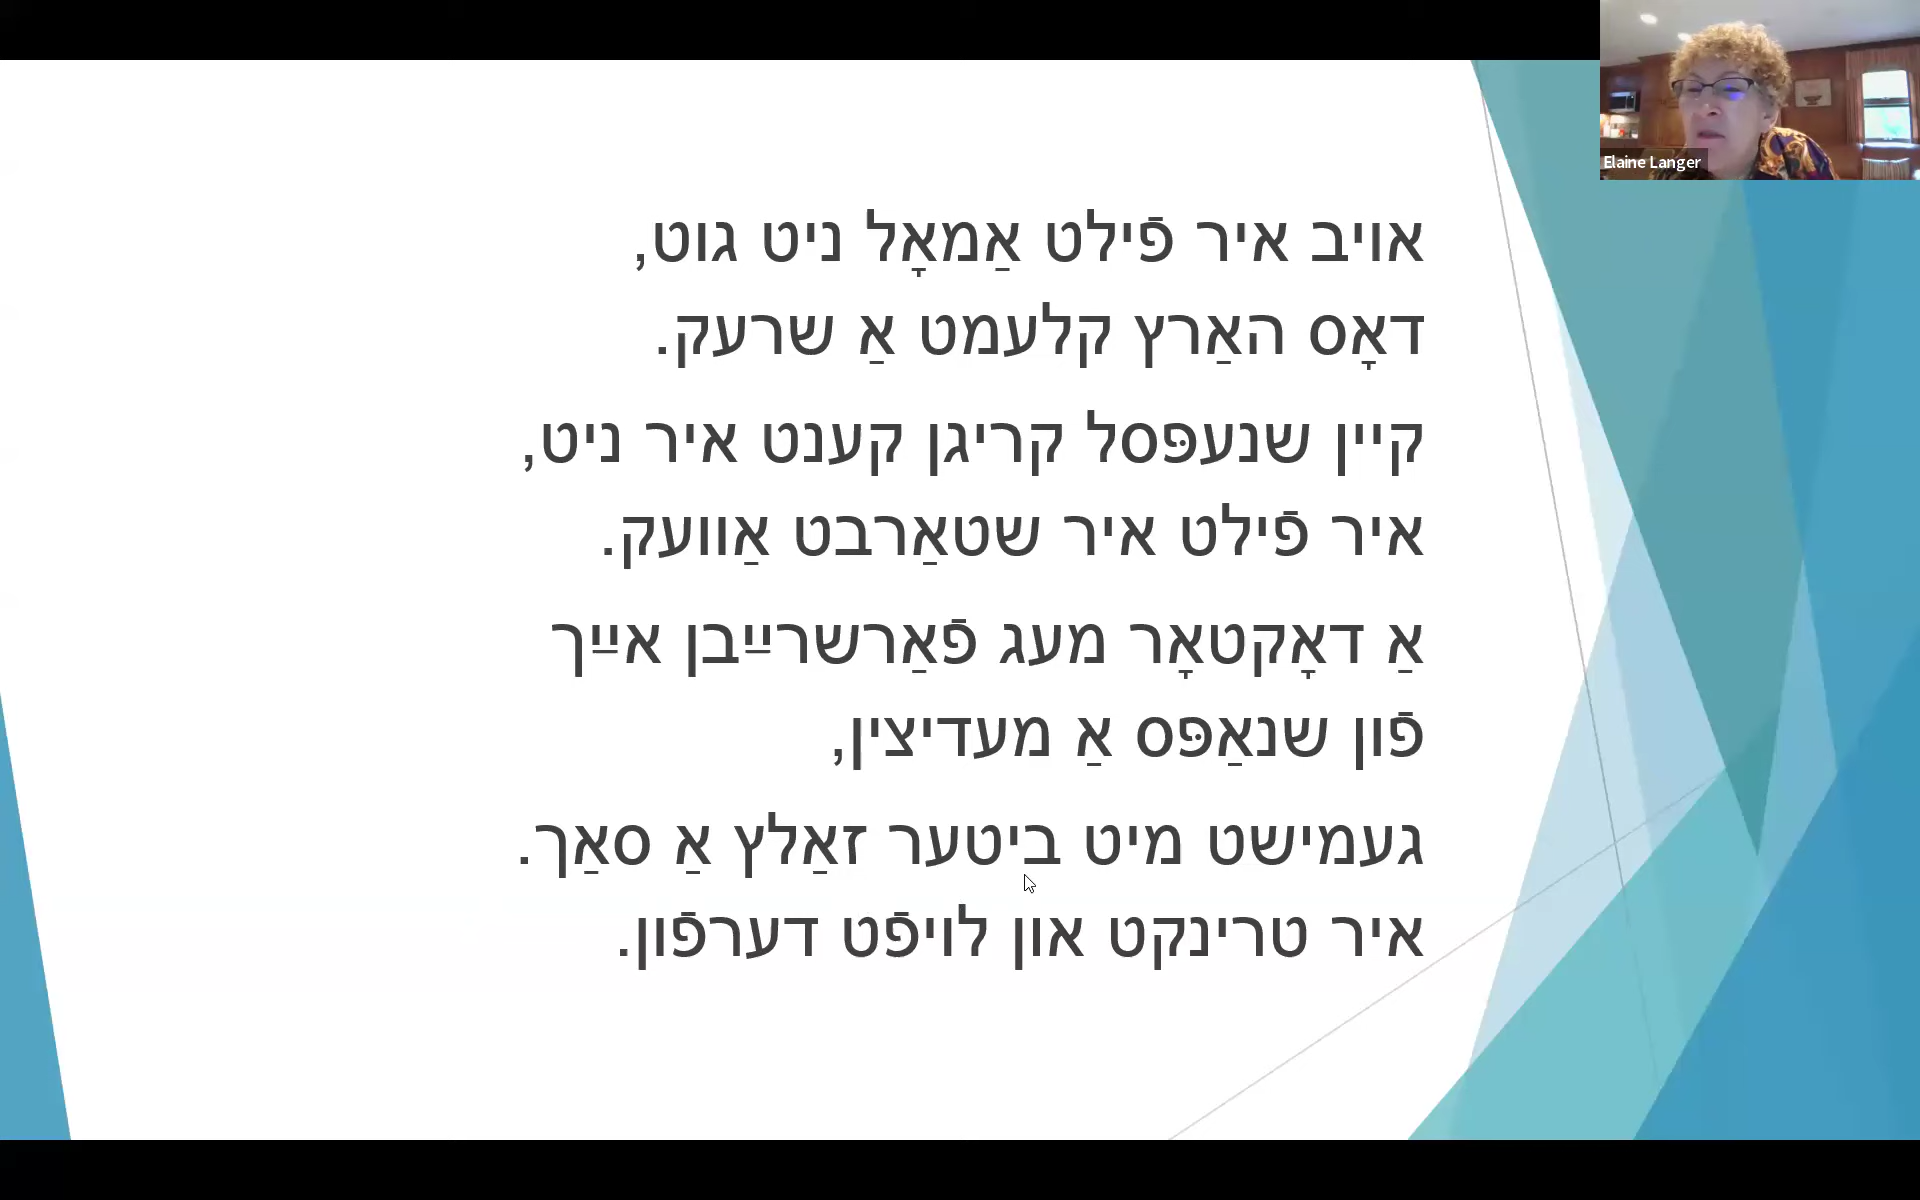 Elaine Langer
אויב איר פֿילט אַמאָל ניט גוט,
דאָס האַרץ קלעמט אַ שרעק.
קיין שנעפּסל קריגן קענט איר ניט,
איר פֿילט איר שטאַרבט אַוועק.
אַ דאָקטאָר מעג פֿאַרשרײַבן אײַך
פֿון שנאַפּס אַ מעדיצין,
געמישט מיט ביטער זאַלץ אַ סאַך.
איר טרינקט און לויפֿט דערפֿון.